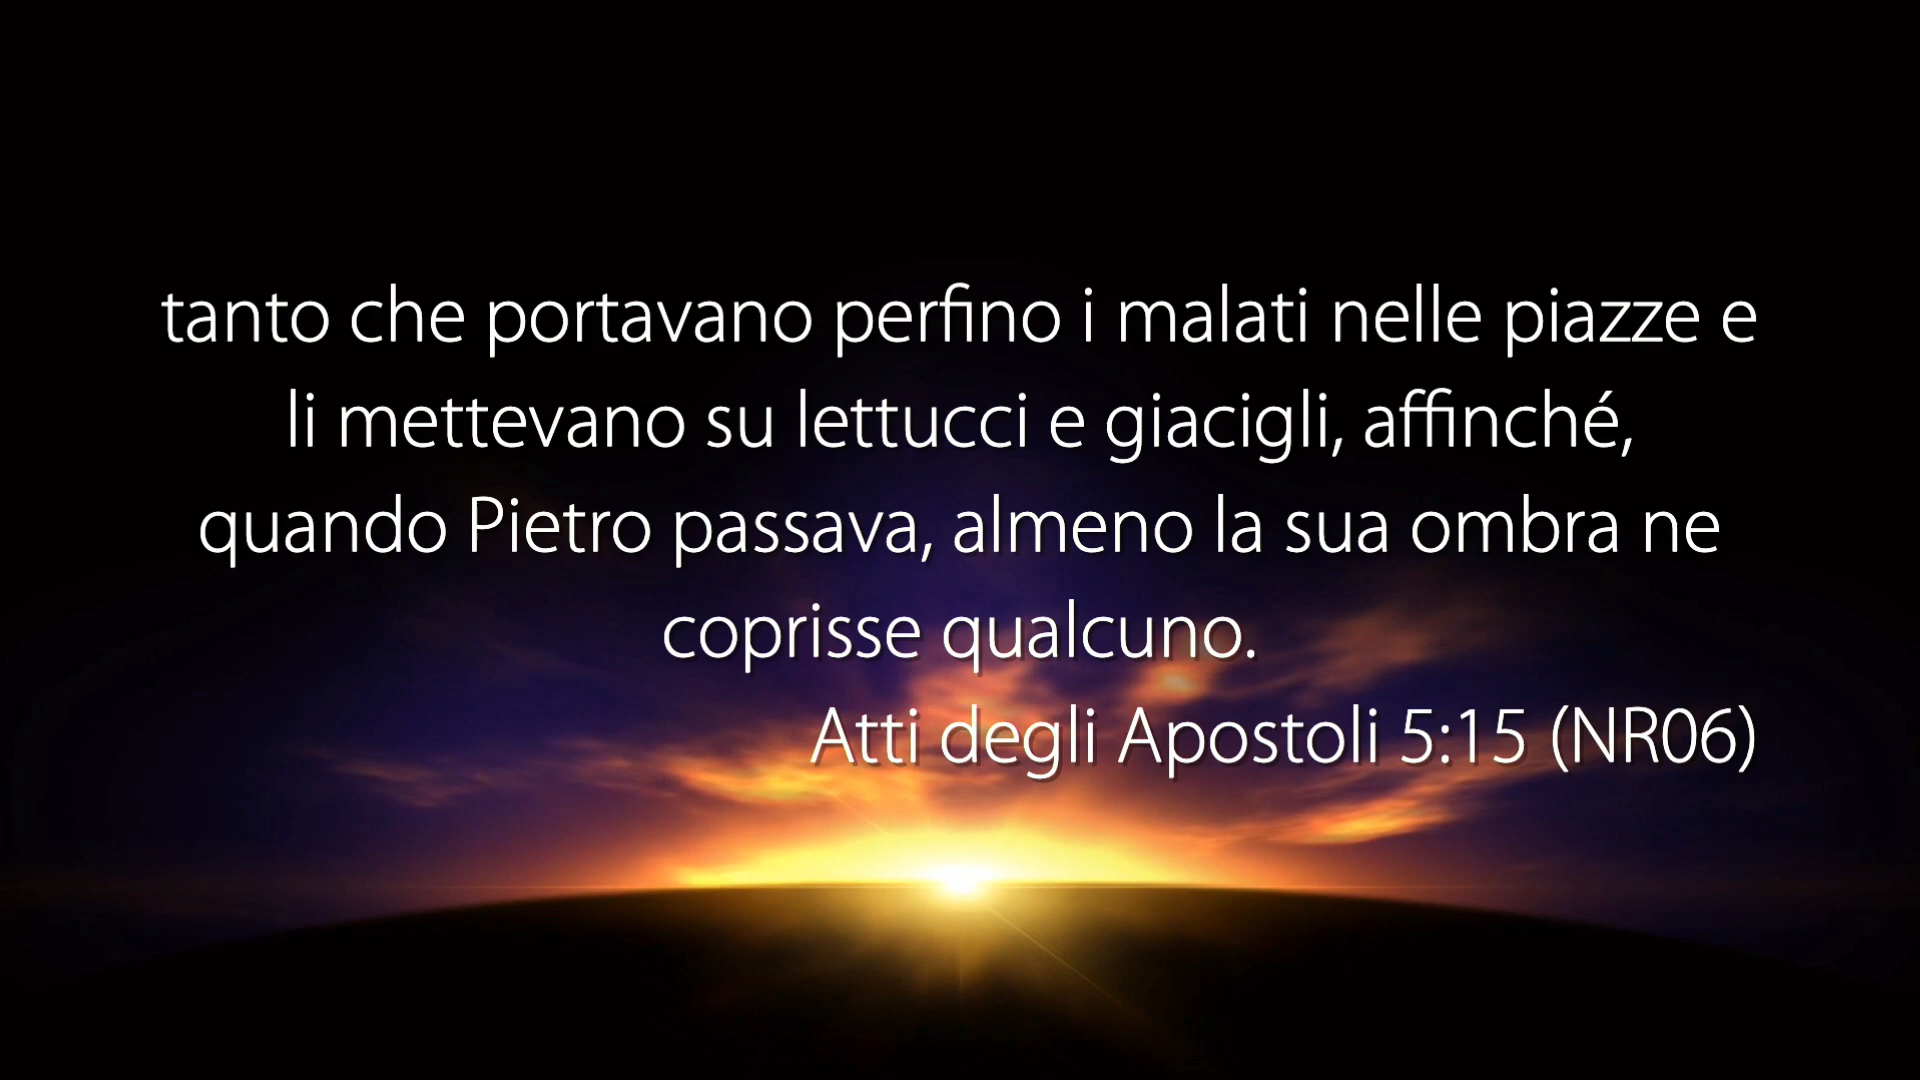 tanto che portavano perfino i malati nelle piazze e
li mettevano su lettucci e giacigli, affinché,
quando Pietro passava, almeno la sua ombra ne
coprisse qualcuno.
Atti degli Apostoli 5:15 (NR06)